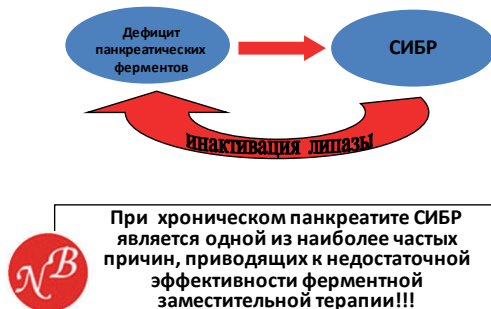 Дефицит
панкреатических
ферментов
СИБР
инактивация липазы
NB
При хроническом панкреатите СИБР
является одной из наиболее частых
причин, приводящих к недостаточной
эффективности ферментной
заместительной терапии!!!